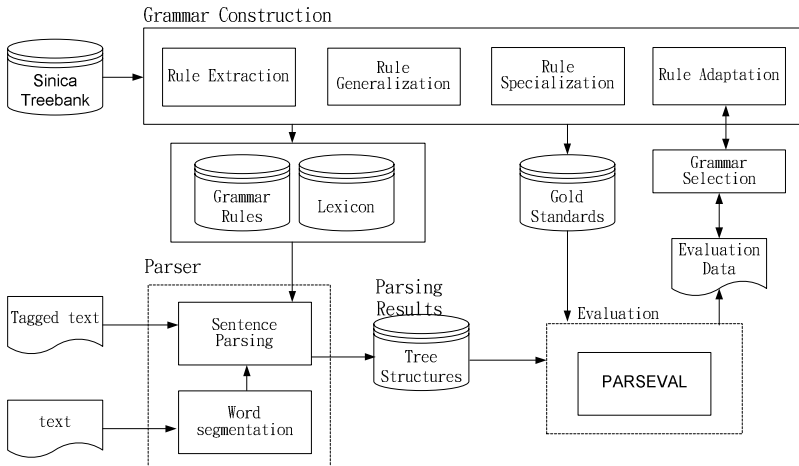 Grammar Construction
Sinica
Treebank
Rule Extraction
Rule
Generalization
Rule
Specialization
Rule Adaptation
Grammar
Rules
Lexicon
Gold
Standards
Grammar
Selection
Evaluation
Data
Parser
Tagged text
Sentence
Parsing
Parsing
Results
Tree
Structures
Evaluation
PARSEVAL
text
Word
segmentation